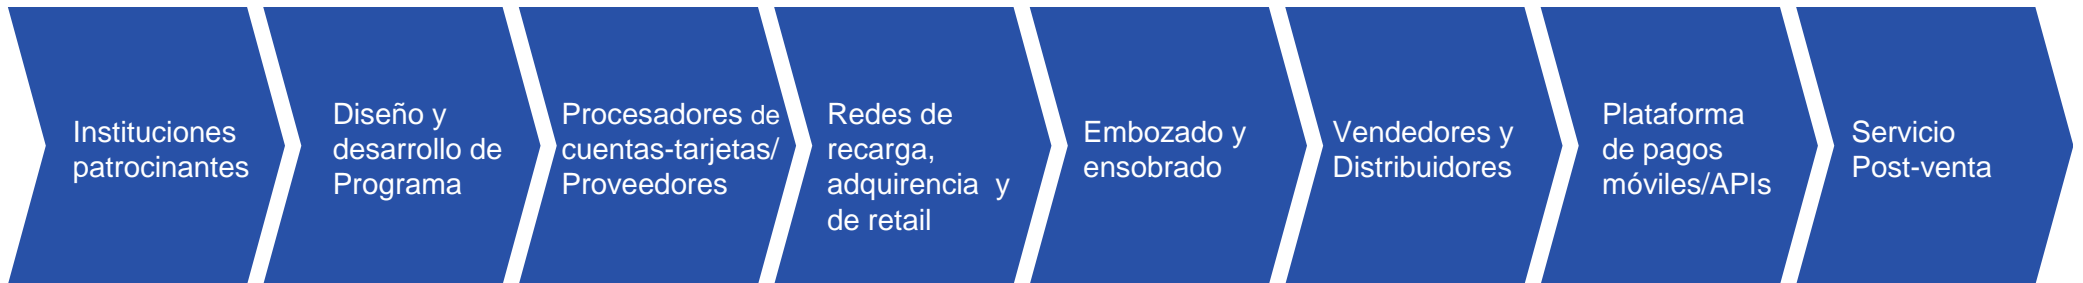 Instituciones
patrocinantes
Diseño y
desarrollo de
Programa
Procesadores de
cuentas-tarjetas/
Proveedores
Redes de
recarga,
adquirencia y
de retail
Embozado y
ensobrado
Vendedores y
Distribuidores
Plataforma
de pagos
móviles/APIs
Servicio
Post-venta